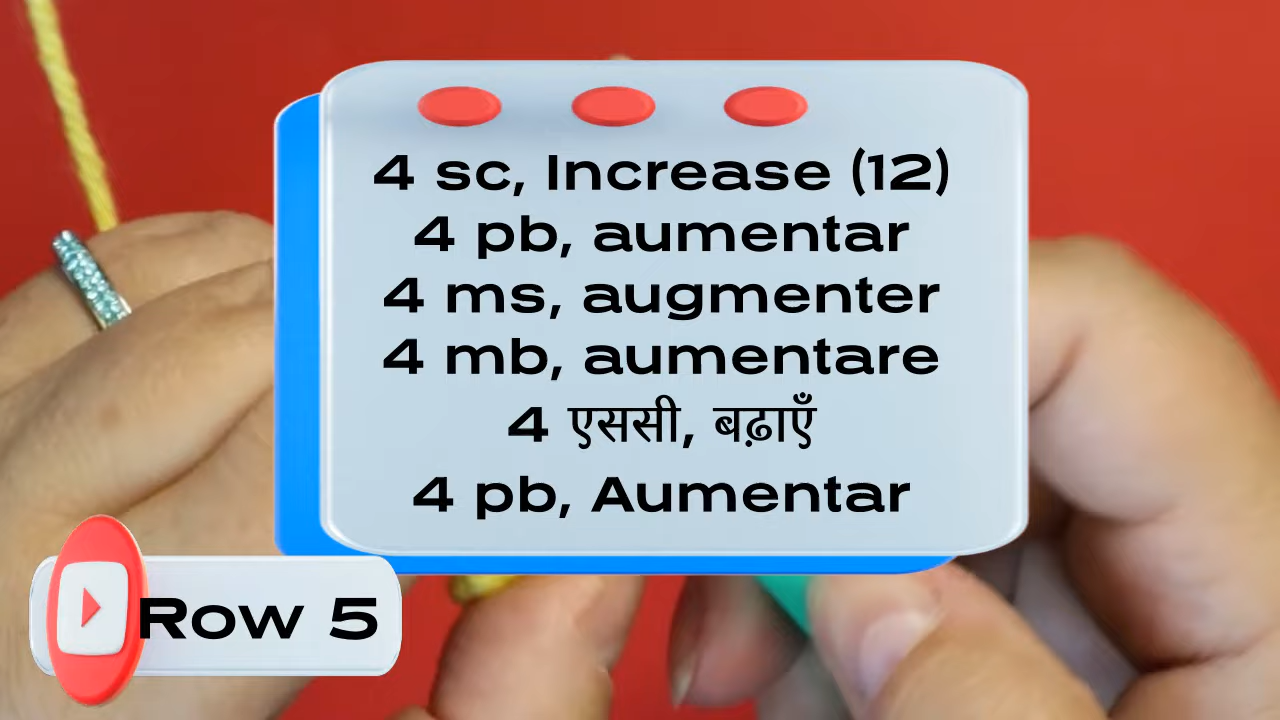 4 sc, Increase (12)
4 pb, aumentar
4 ms, augmenter
4 mb, aumentare
4 एससी, बढ़ाएँ
4 pb, Aumentar
Row 5